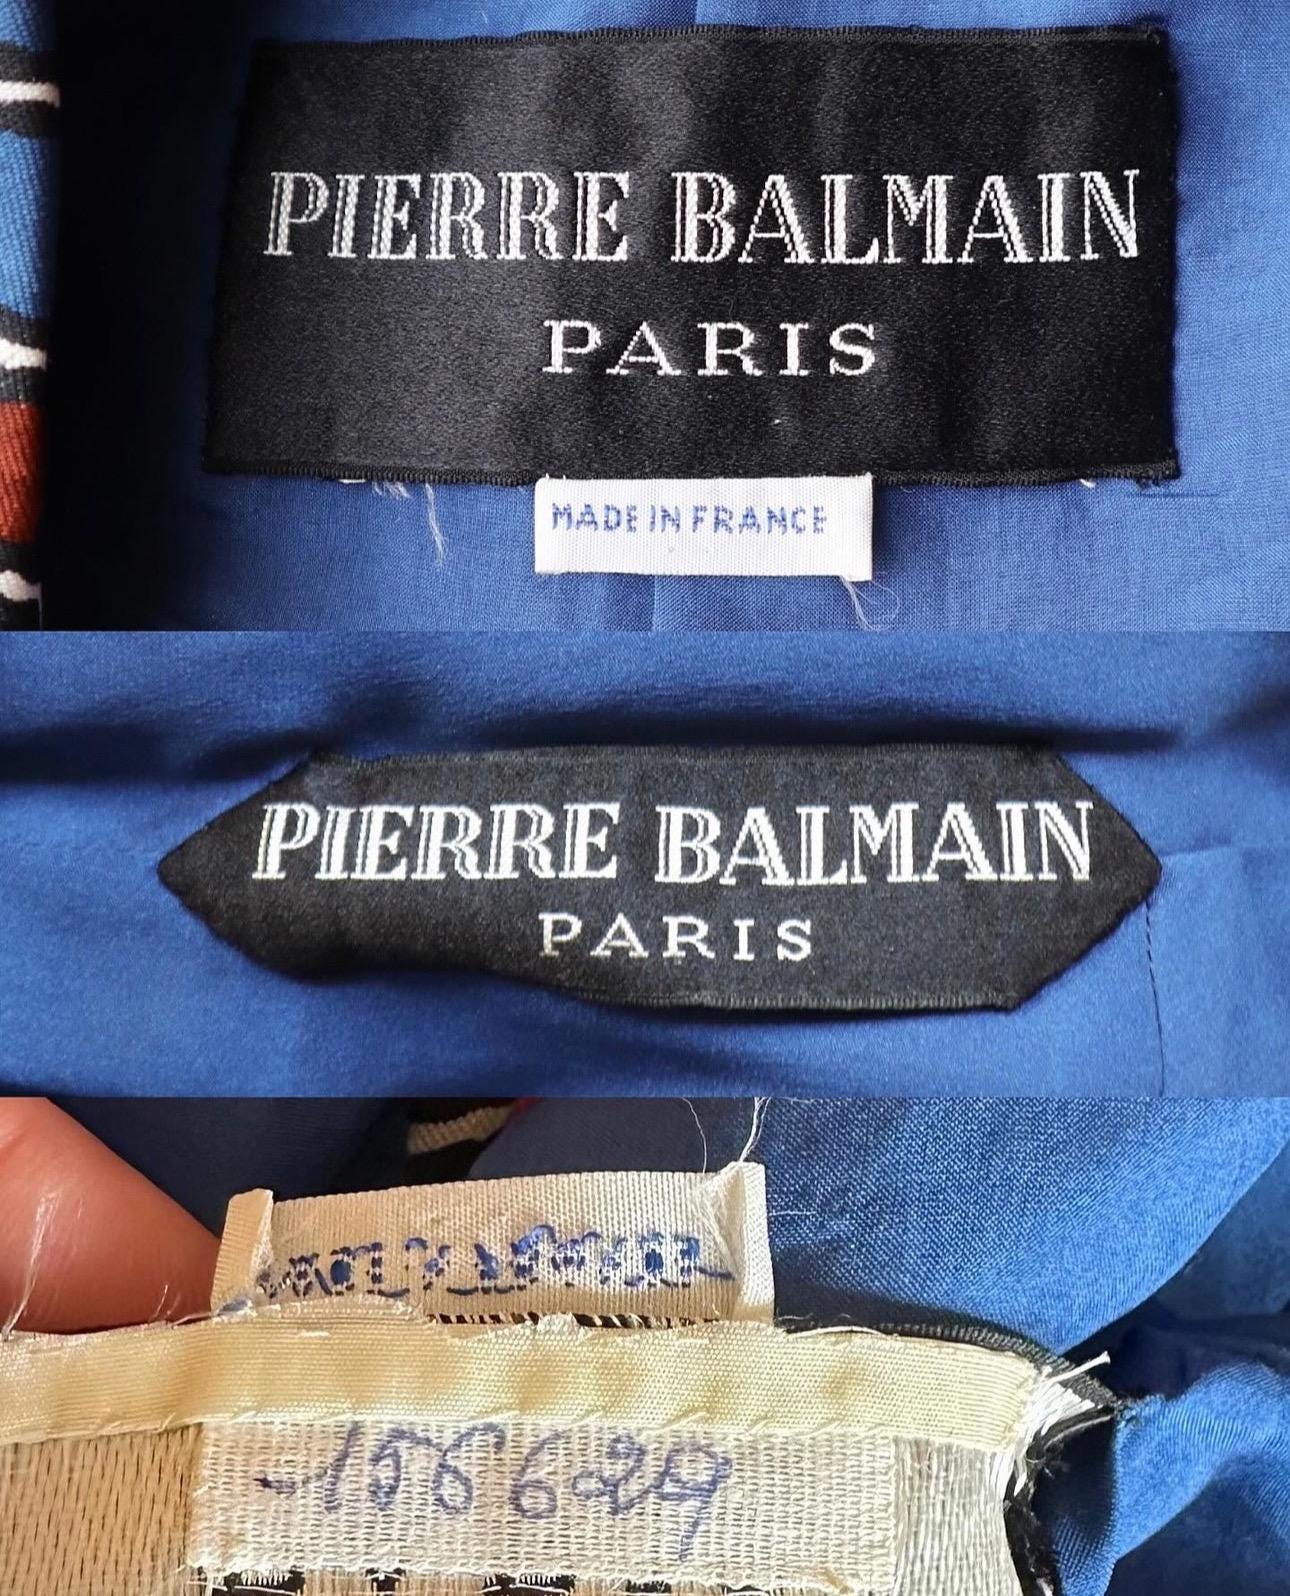 PIERRE BALMAIN
PARIS
MADE IN FRANCE
PIERRE BALMAIN
PARIS
-156629